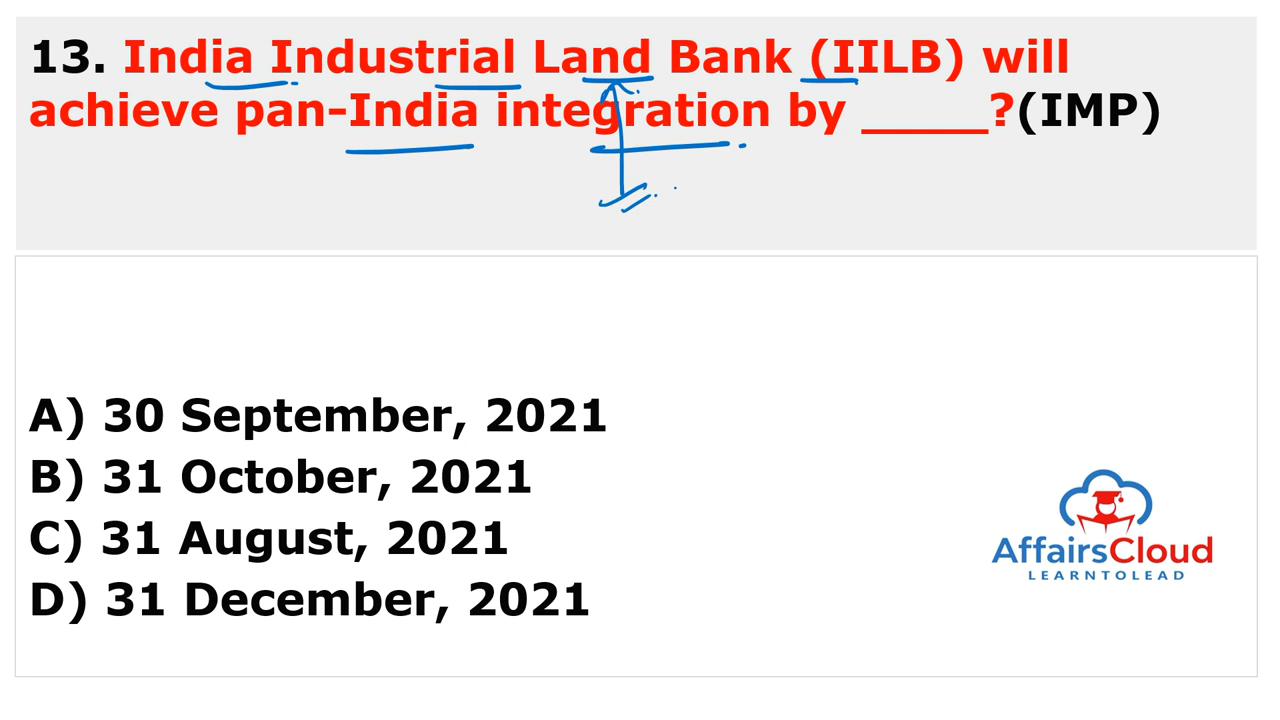 13. India Industrial Land Bank (IILB) will
achieve pan-India integration by _____?(IMP)
A) 30 September, 2021
B) 31 October, 2021
C) 31 August, 2021
D) 31 December, 2021
AffairsCloud
LEARNTOLEAD